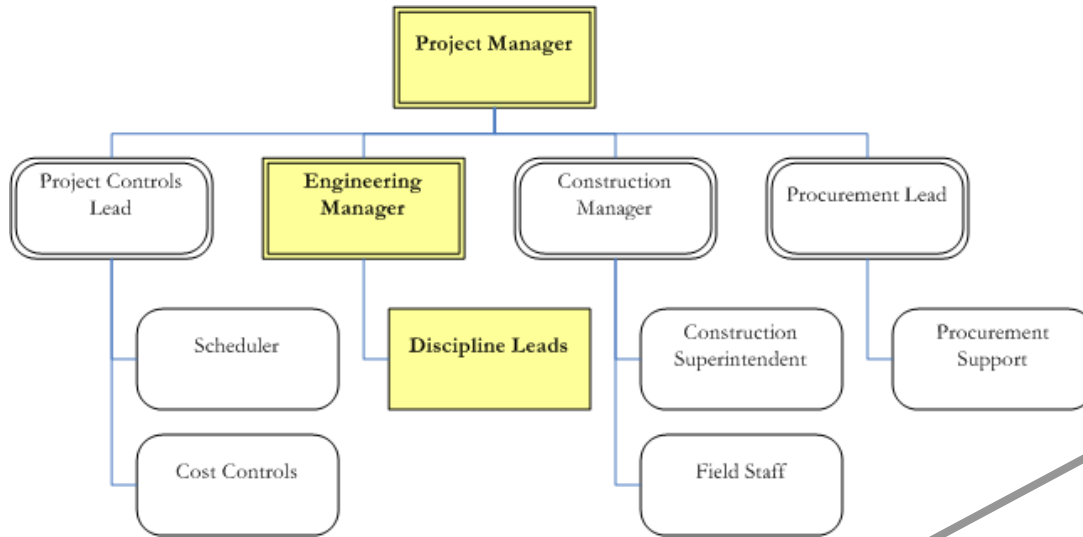 Project Manager
Project Controls
Lead
Engineering
Manager
Construction
Manager
Procurement Lead
Scheduler
Discipline Leads
Construction
Superintendent
Procurement
Support
Cost Controls
Field Staff